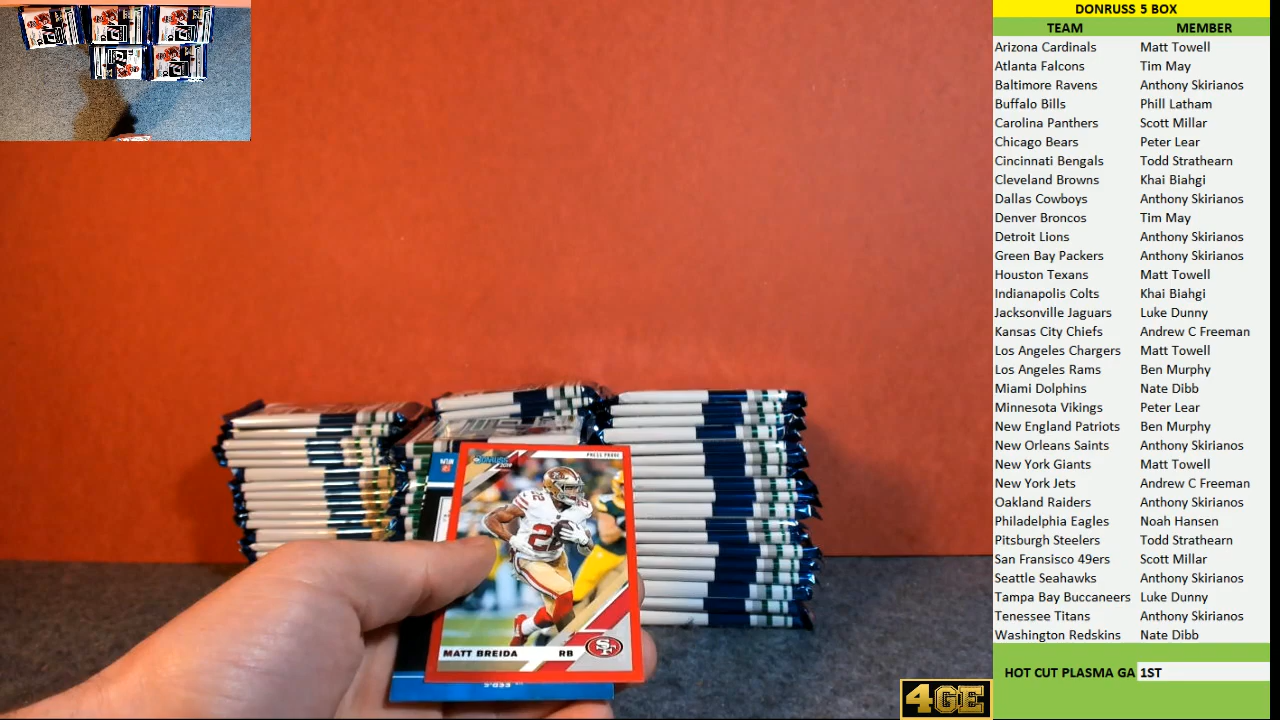 DONRUSS 5 BOX
TEAM MEMBER
Arizona Cardinals Matt Towell
Atlanta Falcons Tim May
Baltimore Ravens Anthony Skirianos
Buffalo Bills Phill Latham
Carolina Panthers Scott Millar
Chicago Bears Peter Lear
Cincinnati Bengals Todd Strathearn
Cleveland Browns Khai Biahgi
Dallas Cowboys Anthony Skirianos
Denver Broncos Tim May
Detroit Lions Anthony Skirianos
Green Bay Packers Anthony Skirianos
Houston Texans Matt Towell
Indianapolis Colts Khai Biahgi
Jacksonville Jaguars Luke Dunny
Kansas City Chiefs Andrew C Freeman
Los Angeles Chargers Matt Towell
Los Angeles Rams Ben Murphy
Miami Dolphins Nate Dibb
Minnesota Vikings Peter Lear
New England Patriots Ben Murphy
New Orleans Saints Anthony Skirianos
New York Giants Matt Towell
New York Jets Andrew C Freeman
Oakland Raiders Anthony Skirianos
Philadelphia Eagles Noah Hansen
Pitsburgh Steelers Todd Strathearn
San Fransisco 49ers Scott Millar
Seattle Seahawks Anthony Skirianos
Tampa Bay Buccaneers Luke Dunny
Tenessee Titans Anthony Skirianos
Washington Redskins Nate Dibb
HOT CUT PLASMA GA 1ST
4GE
PRESS PROOF
2019
22
MATT BREIDA RB
SF